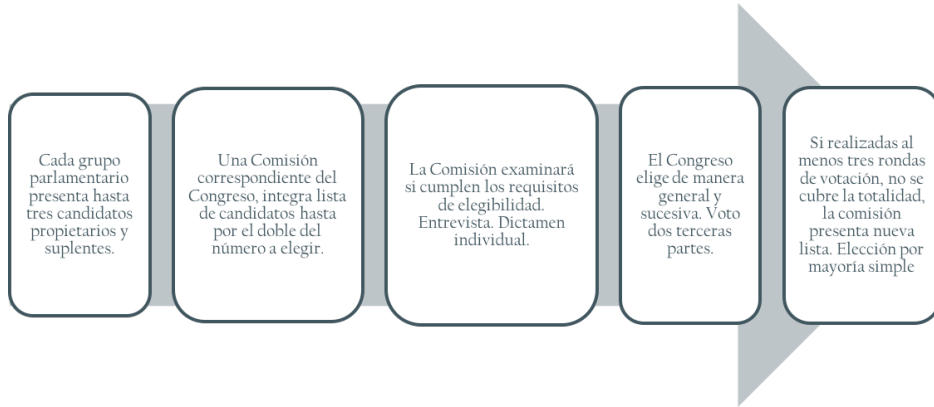 Cada grupo
parlamentario
presenta hasta
tres candidatos
propietarios y
suplentes.
Una Comisión
correspondiente del
Congreso, integra lista
de candidatos hasta
por el doble del
número a elegir.
La Comisión examinará
si cumplen los requisitos
de elegibilidad.
Entrevista. Dictamen
individual.
El Congreso
elige de manera
general y
sucesiva. Voto
dos terceras
partes.
Si realizadas al
menos tres rondas
de votación, no se
cubre la totalidad,
la comisión
presenta nueva
lista. Elección por
mayoría simple